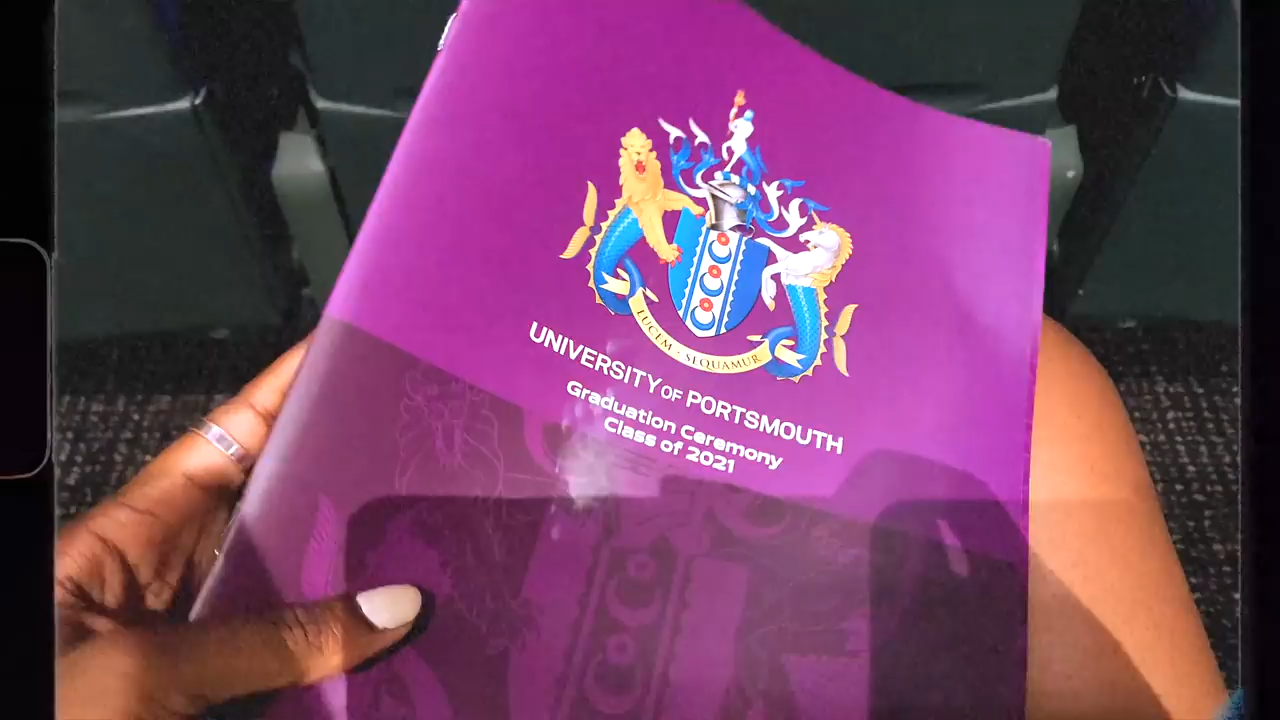 LUCEM · SEQUAMUR
UNIVERSITY OF PORTSMOUTH
Graduation Ceremony
Class of 2021